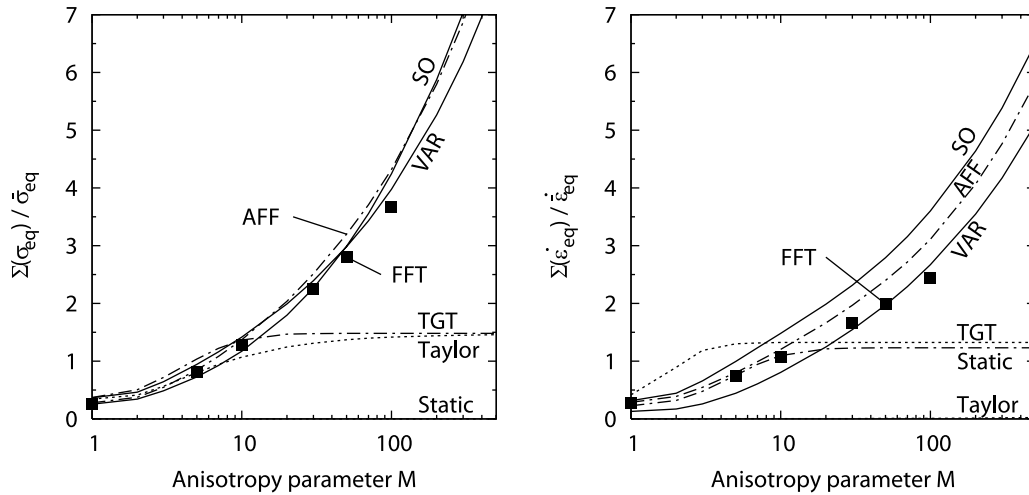 7
6
5
4
3
2
1
0
Σ(σeq) / σ̄eq
SO
VAR
AFF
FFT
TGT
Taylor
Static
1 10 100
Anisotropy parameter M
7
6
5
4
3
2
1
0
Σ(ε̇eq) / ε̄̇eq
SO
AFF
VAR
FFT
TGT
Static
Taylor
1 10 100
Anisotropy parameter M